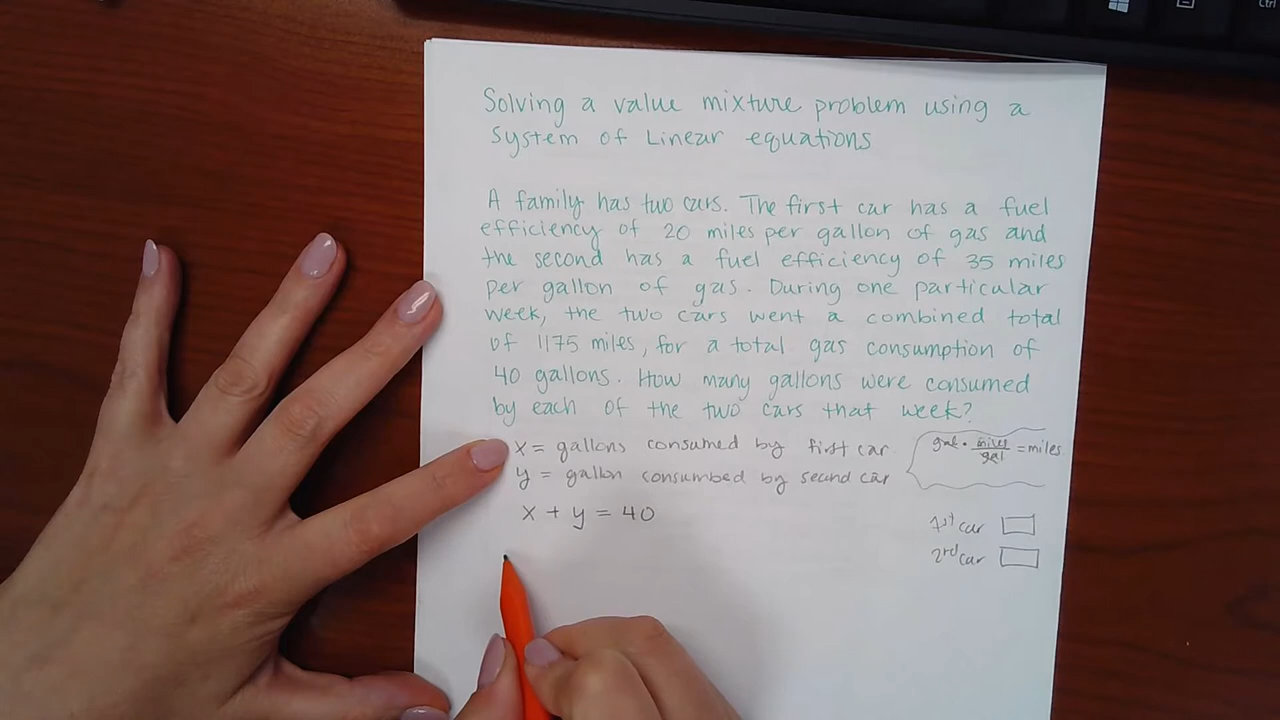 Ctrl
Solving a value mixture problem using a
system of Linear equations
A family has two cars. The first car has a fuel
efficiency of 20 miles per gallon of gas and
the second has a fuel efficiency of 35 miles
per gallon of gas. During one particular
week, the two cars went a combined total
of 1175 miles, for a total gas consumption of
40 gallons. How many gallons were consumed
by each of the two cars that week?
x = gallons consumed by first car
gal · miles/gal = miles
y = gallon consumbed by second car
x + y = 40
1st car
2nd car